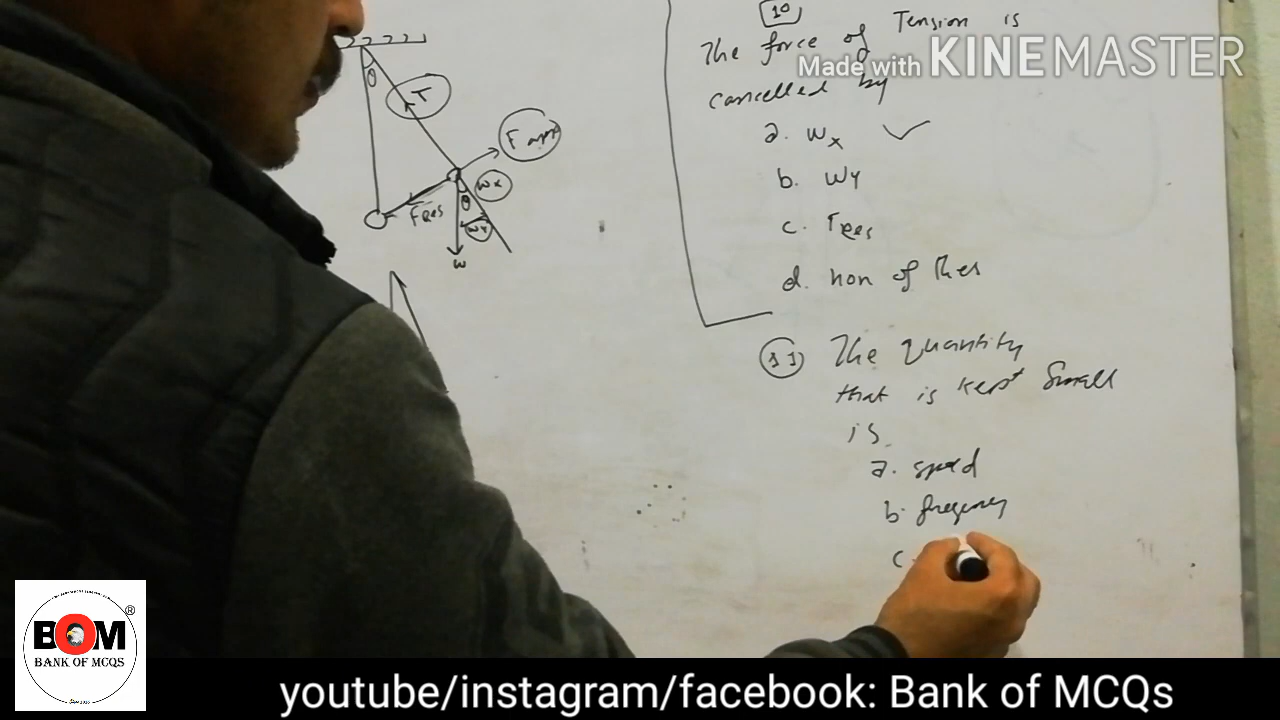 θ
T
F app
Fres
θ
wx
wy
w
10
The force of Tension is
cancelled by
a. wx ✓
b. wy
c. Fres
d. non of thes
11) The quantity
that is kept small
is
a. speed
b. freqency
c.
Made with KINEMASTER
BOM
®
BANK OF MCQS
youtube/instagram/facebook: Bank of MCQs